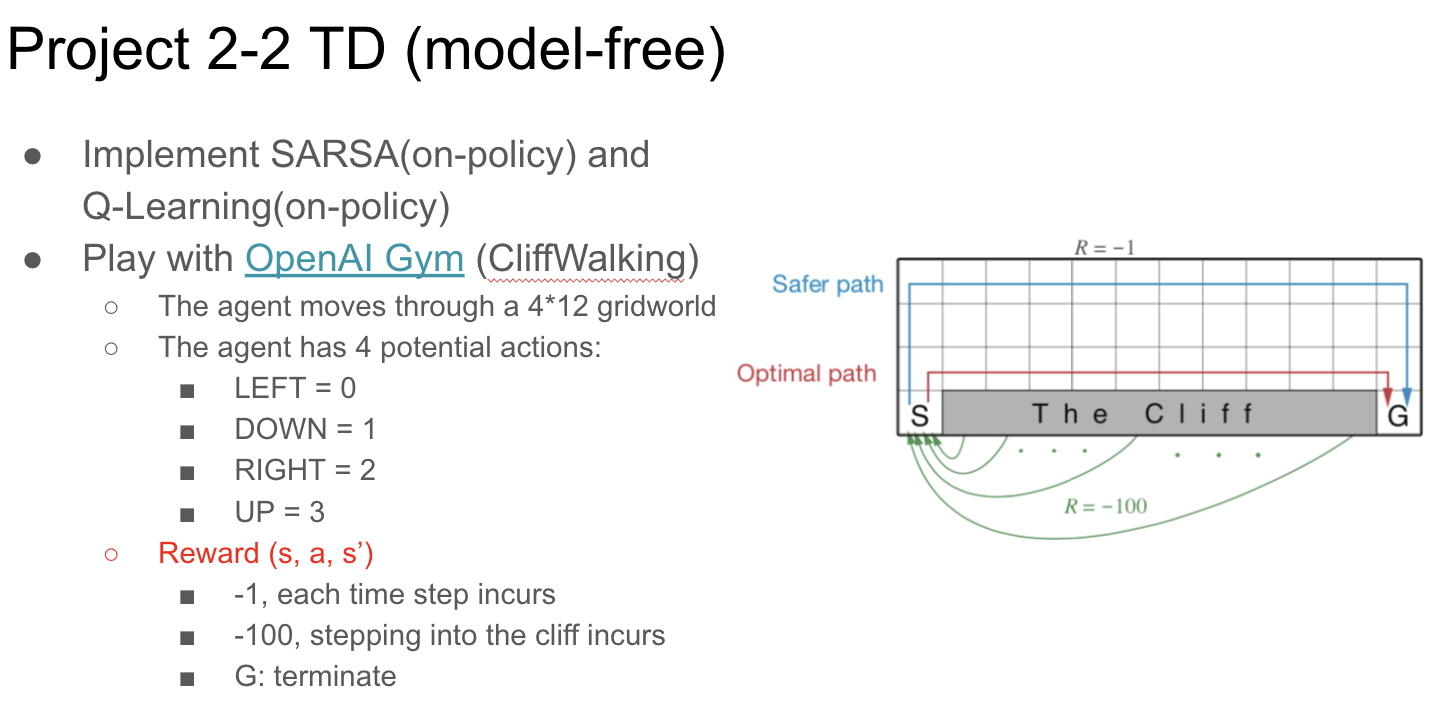 Project 2-2 TD (model-free)
● Implement SARSA(on-policy) and
Q-Learning(on-policy)
● Play with OpenAI Gym (CliffWalking)
○ The agent moves through a 4*12 gridworld
○ The agent has 4 potential actions:
■ LEFT = 0
■ DOWN = 1
■ RIGHT = 2
■ UP = 3
○ Reward (s, a, s’)
■ -1, each time step incurs
■ -100, stepping into the cliff incurs
■ G: terminate
R = −1
Safer path
Optimal path
S The Cliff G
R = −100